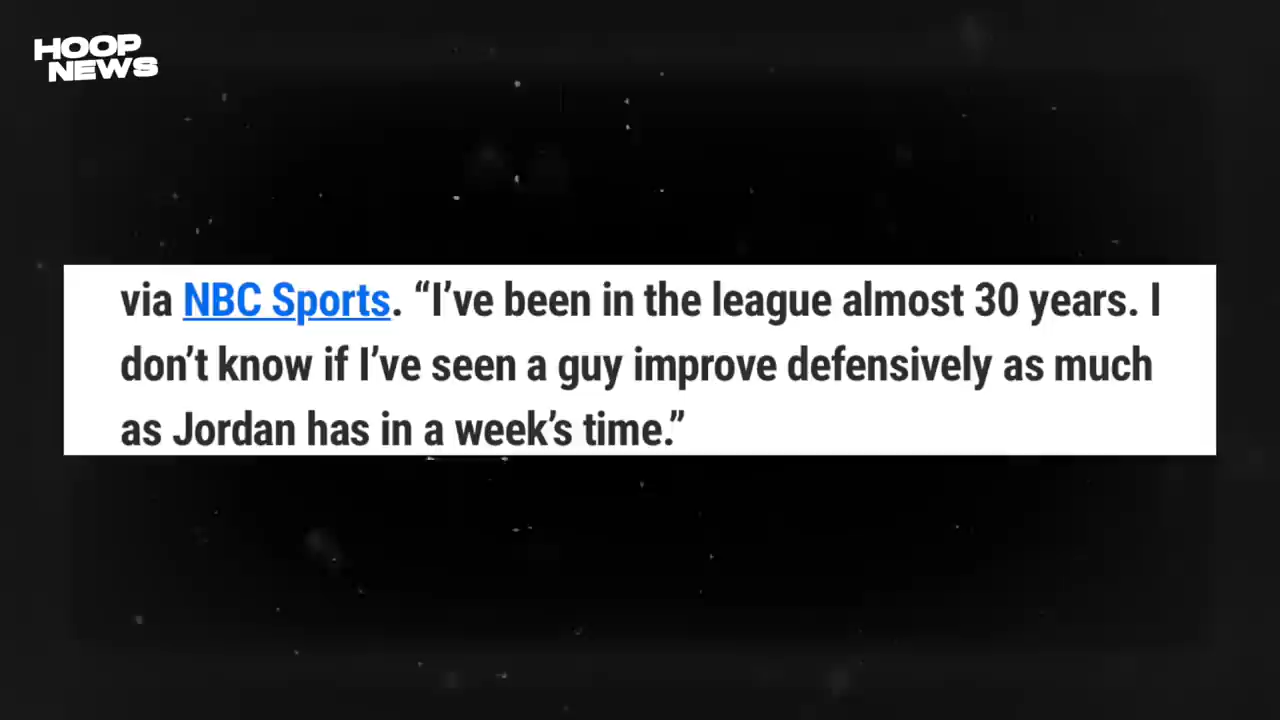 HOOP
NEWS
via NBC Sports. “I’ve been in the league almost 30 years. I
don’t know if I’ve seen a guy improve defensively as much
as Jordan has in a week’s time.”